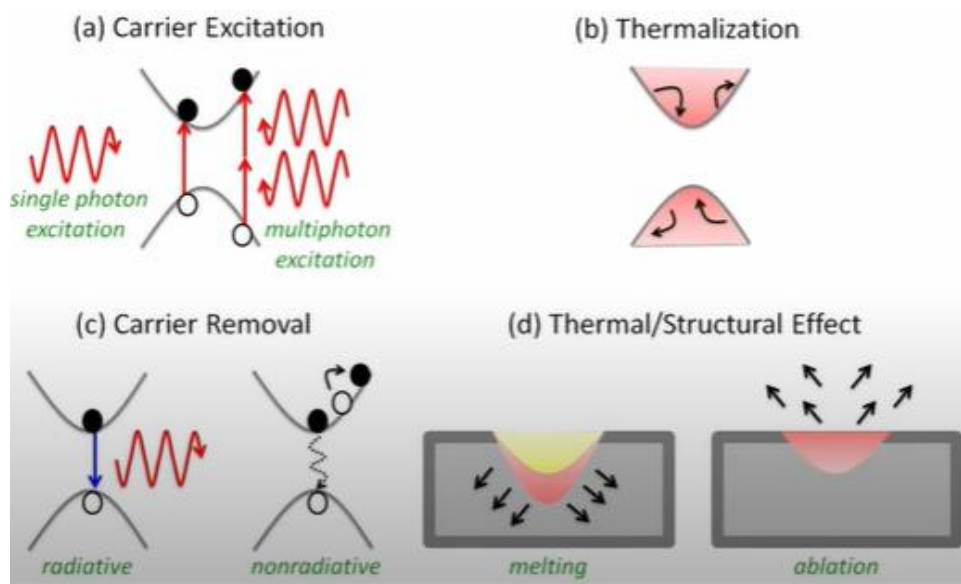 (a) Carrier Excitation
single photon
excitation
multiphoton
excitation
(b) Thermalization
(c) Carrier Removal
radiative
nonradiative
(d) Thermal/Structural Effect
melting
ablation